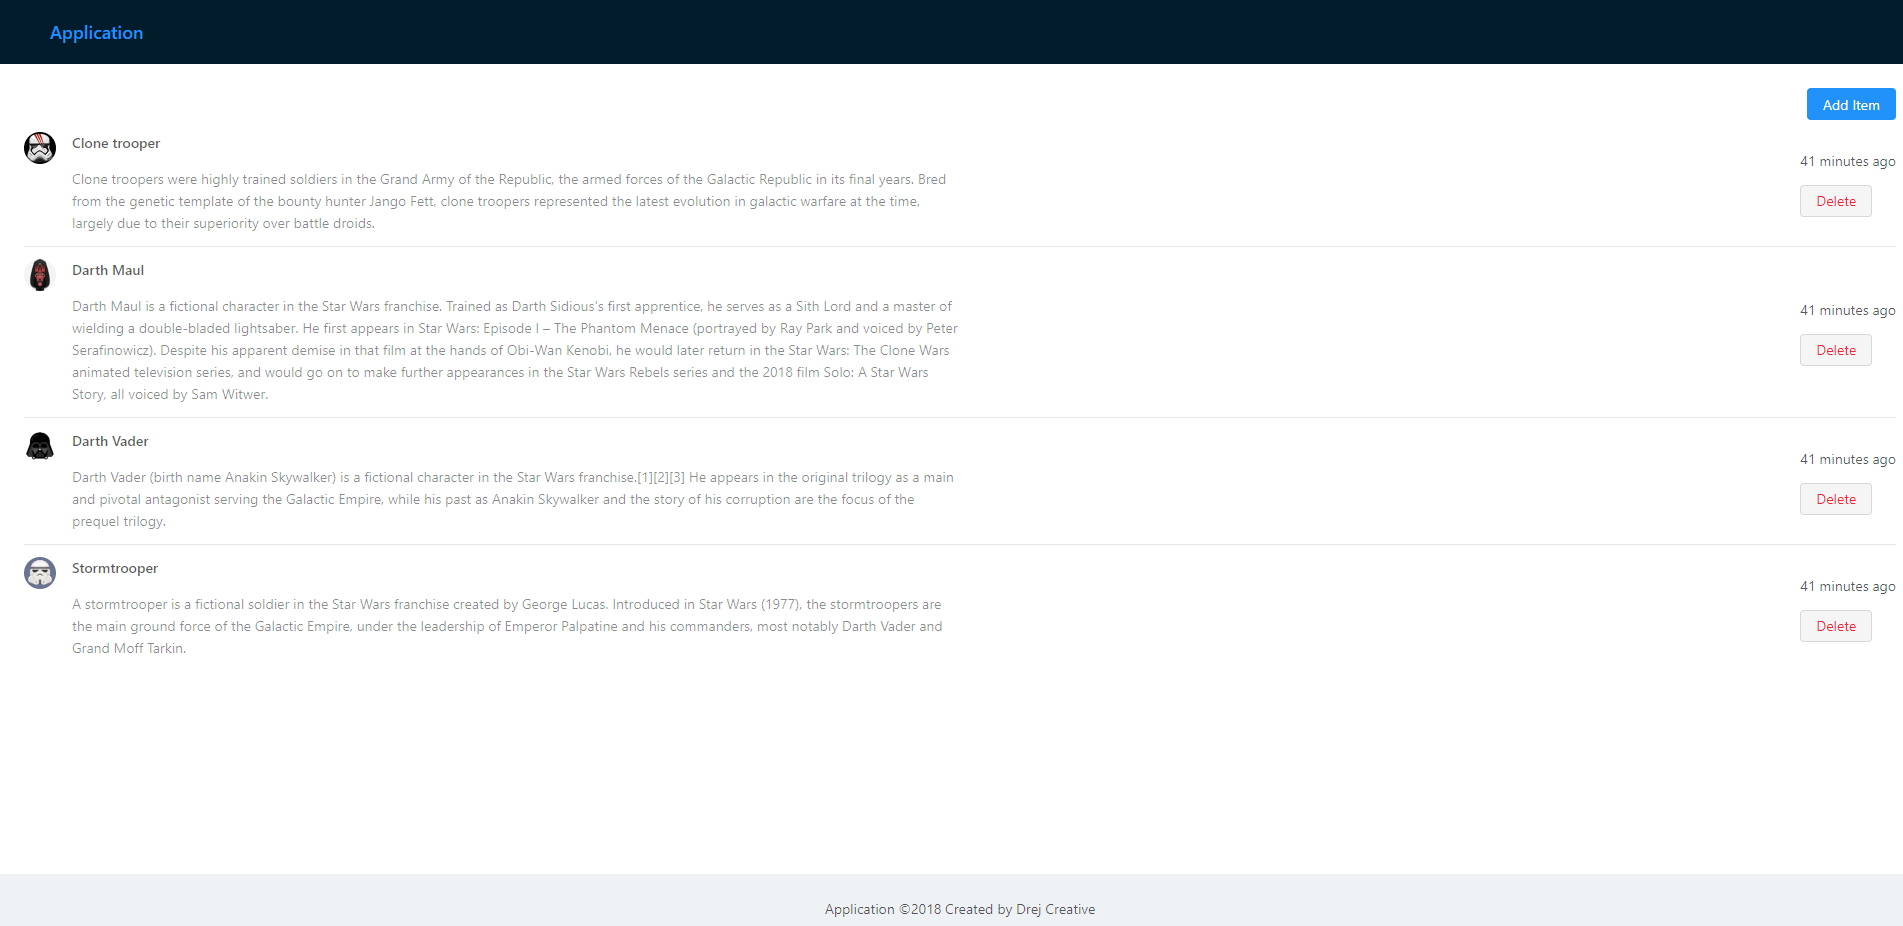 Application
Add Item
Clone trooper
Clone troopers were highly trained soldiers in the Grand Army of the Republic, the armed forces of the Galactic Republic in its final years. Bred
from the genetic template of the bounty hunter Jango Fett, clone troopers represented the latest evolution in galactic warfare at the time,
largely due to their superiority over battle droids.
41 minutes ago
Delete
Darth Maul
Darth Maul is a fictional character in the Star Wars franchise. Trained as Darth Sidious's first apprentice, he serves as a Sith Lord and a master of
wielding a double-bladed lightsaber. He first appears in Star Wars: Episode I – The Phantom Menace (portrayed by Ray Park and voiced by Peter
Serafinowicz). Despite his apparent demise in that film at the hands of Obi-Wan Kenobi, he would later return in the Star Wars: The Clone Wars
animated television series, and would go on to make further appearances in the Star Wars Rebels series and the 2018 film Solo: A Star Wars
Story, all voiced by Sam Witwer.
41 minutes ago
Delete
Darth Vader
Darth Vader (birth name Anakin Skywalker) is a fictional character in the Star Wars franchise.[1][2][3] He appears in the original trilogy as a main
and pivotal antagonist serving the Galactic Empire, while his past as Anakin Skywalker and the story of his corruption are the focus of the
prequel trilogy.
41 minutes ago
Delete
Stormtrooper
A stormtrooper is a fictional soldier in the Star Wars franchise created by George Lucas. Introduced in Star Wars (1977), the stormtroopers are
the main ground force of the Galactic Empire, under the leadership of Emperor Palpatine and his commanders, most notably Darth Vader and
Grand Moff Tarkin.
41 minutes ago
Delete
Application ©2018 Created by Drej Creative